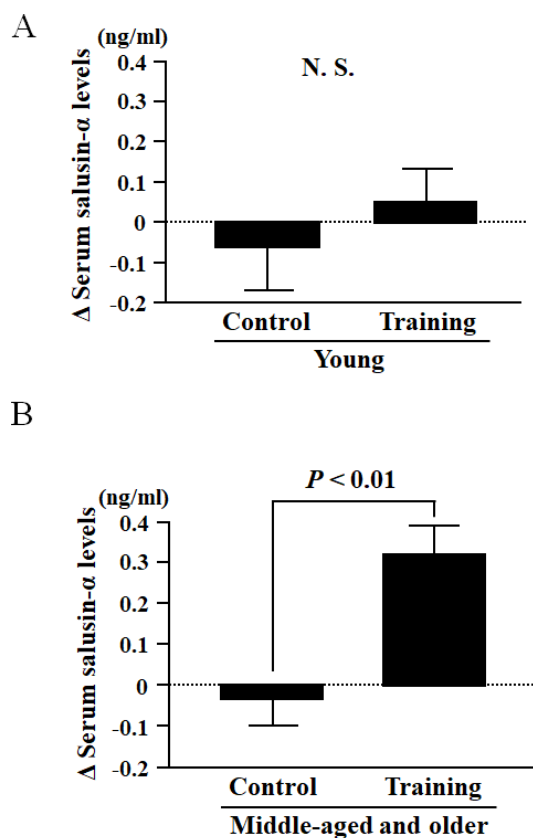 A
(ng/ml)
Δ Serum salusin-α levels
0.4
0.3
0.2
0.1
0
-0.1
-0.2
N. S.
Control Training
Young
B
(ng/ml)
Δ Serum salusin-α levels
0.4
0.3
0.2
0.1
0
-0.1
-0.2
P < 0.01
Control Training
Middle-aged and older